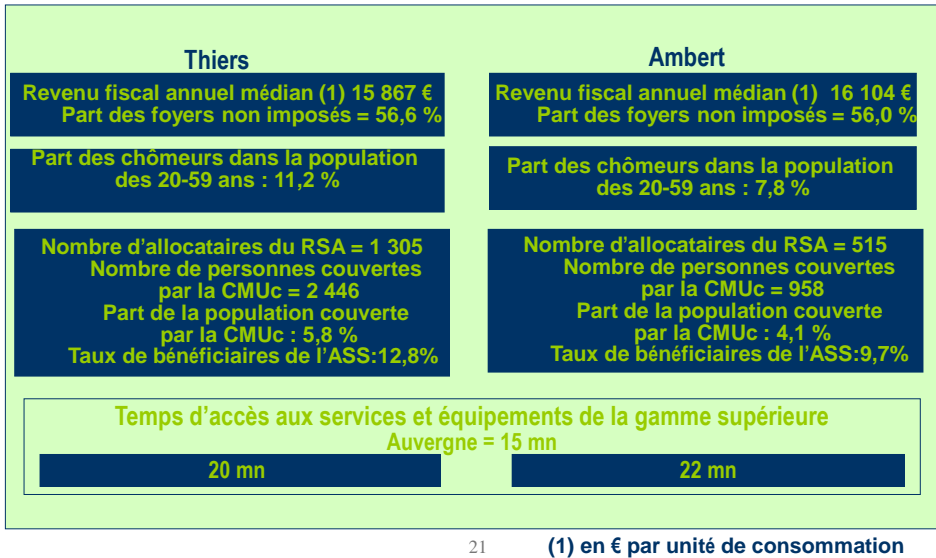 Thiers
Revenu fiscal annuel médian (1) 15 867 €
Part des foyers non imposés = 56,6 %
Part des chômeurs dans la population
des 20-59 ans : 11,2 %
Nombre d'allocataires du RSA = 1 305
Nombre de personnes couvertes
par la CMUc = 2 446
Part de la population couverte
par la CMUc : 5,8 %
Taux de bénéficiaires de l'ASS:12,8%
Ambert
Revenu fiscal annuel médian (1) 16 104 €
Part des foyers non imposés = 56,0 %
Part des chômeurs dans la population
des 20-59 ans : 7,8 %
Nombre d'allocataires du RSA = 515
Nombre de personnes couvertes
par la CMUc = 958
Part de la population couverte
par la CMUc : 4,1 %
Taux de bénéficiaires de l'ASS:9,7%
Temps d'accès aux services et équipements de la gamme supérieure
Auvergne = 15 mn
20 mn
22 mn
21
(1) en € par unité de consommation